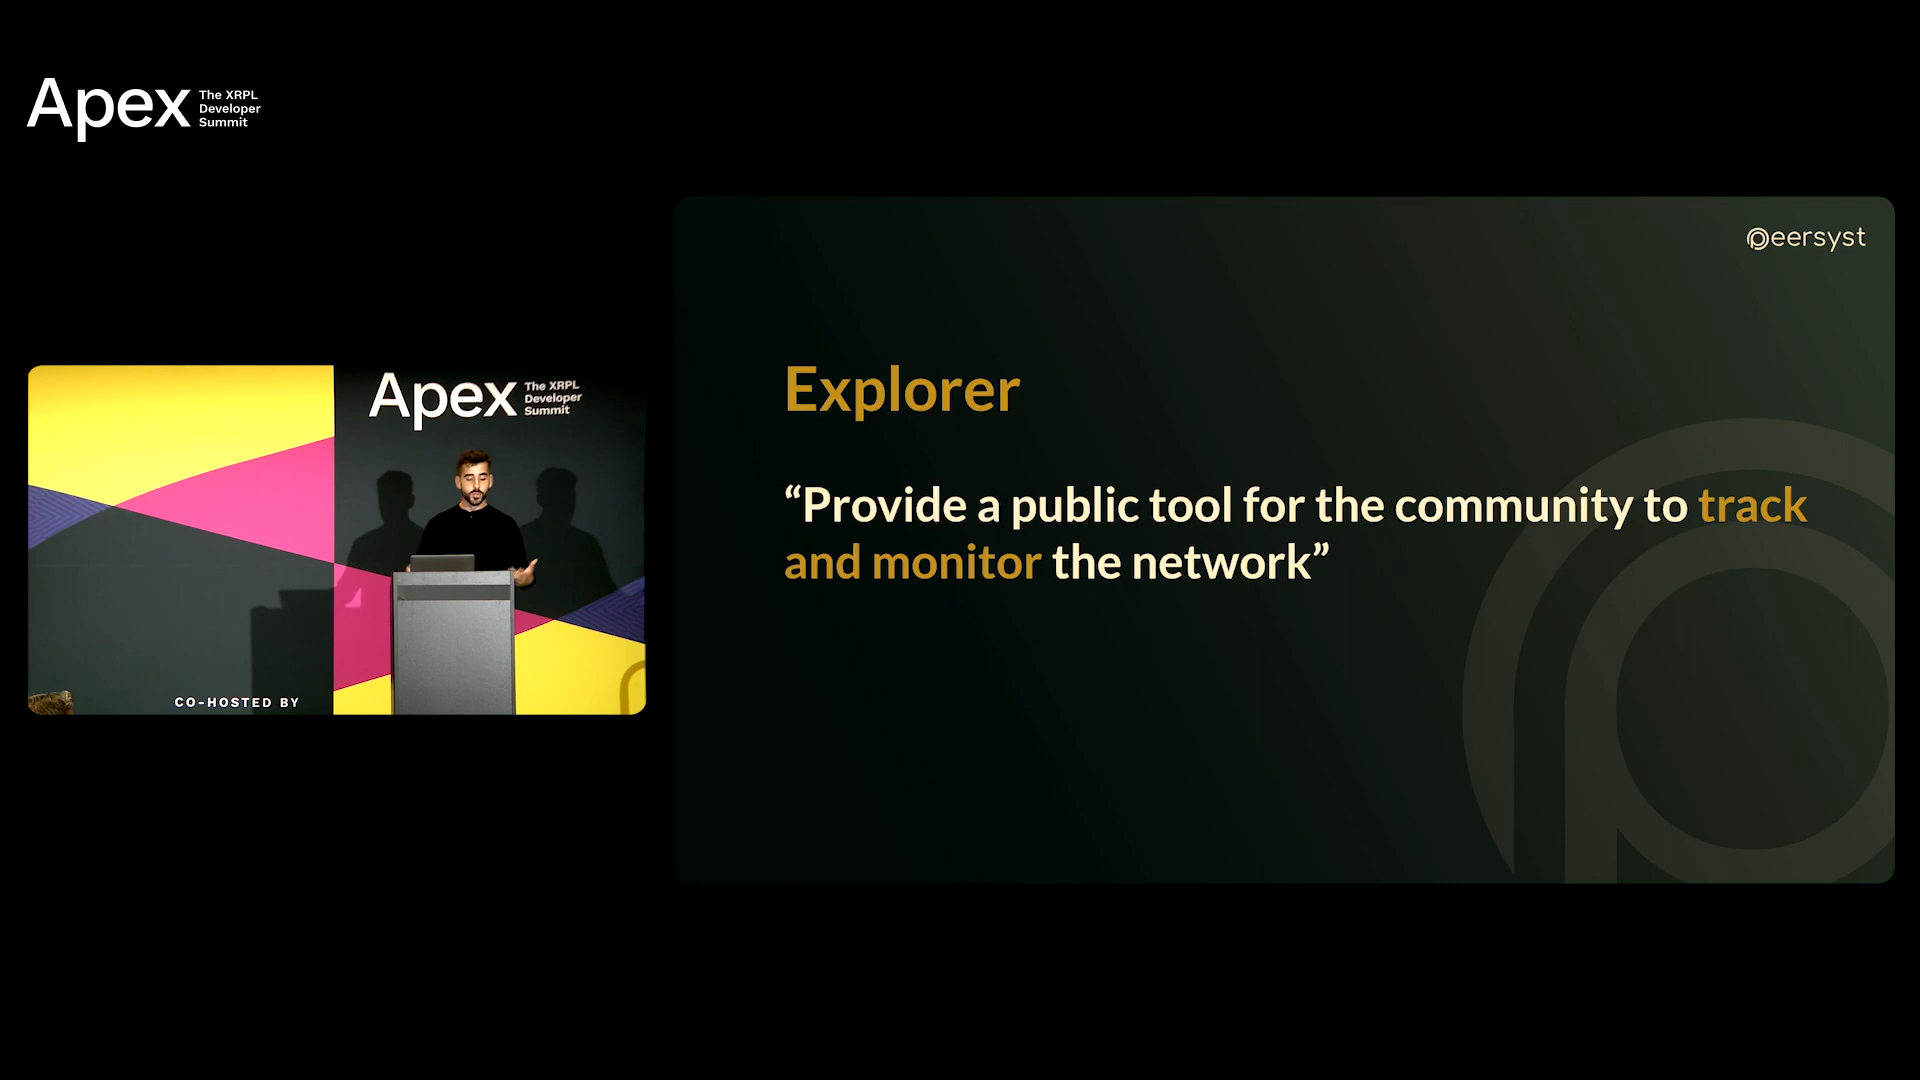 Apex
The XRPL
Developer
Summit
Apex
The XRPL
Developer
Summit
CO-HOSTED BY
peersyst
Explorer
“Provide a public tool for the community to track
and monitor the network”